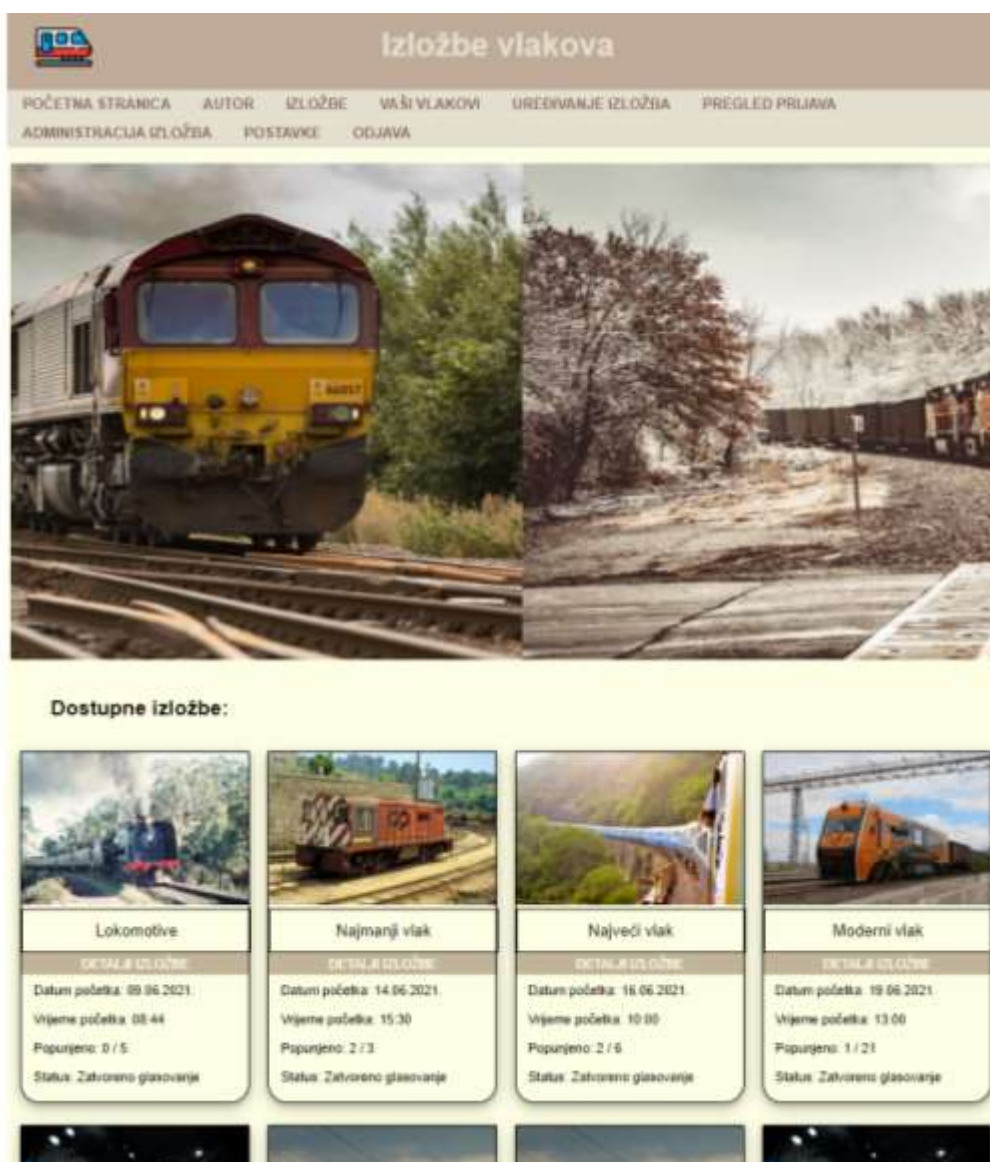 Izložbe vlakova
POČETNA STRANICA AUTOR IZLOŽBE VAŠI VLAKOVI UREĐIVANJE IZLOŽBA PREGLED PRIJAVA
ADMINISTRACIJA IZLOŽBA POSTAVKE ODJAVA
66057
Dostupne izložbe:
Lokomotive
DETALJI IZLOŽBE
Datum početka: 09.06.2021.
Vrijeme početka: 08:44
Popunjeno: 0 / 5
Status: Zatvoreno glasovanje
Najmanji vlak
DETALJI IZLOŽBE
Datum početka: 14.06.2021.
Vrijeme početka: 15:30
Popunjeno: 2 / 3
Status: Zatvoreno glasovanje
Najveći vlak
DETALJI IZLOŽBE
Datum početka: 16.06.2021.
Vrijeme početka: 10:00
Popunjeno: 2 / 6
Status: Zatvoreno glasovanje
Moderni vlak
DETALJI IZLOŽBE
Datum početka: 19.06.2021.
Vrijeme početka: 13:00
Popunjeno: 1 / 21
Status: Zatvoreno glasovanje